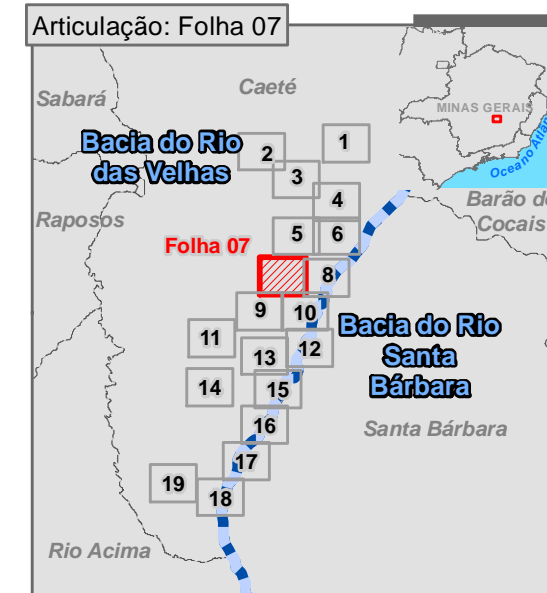 Articulação: Folha 07
Caeté
Sabará
MINAS GERAIS
1
Bacia do Rio
das Velhas
2
3
4
Barão de
Cocais
Raposos
5
6
Folha 07
8
9
10
Bacia do Rio
Santa
Bárbara
11
12
13
14
15
16
Santa Bárbara
17
19
18
Rio Acima